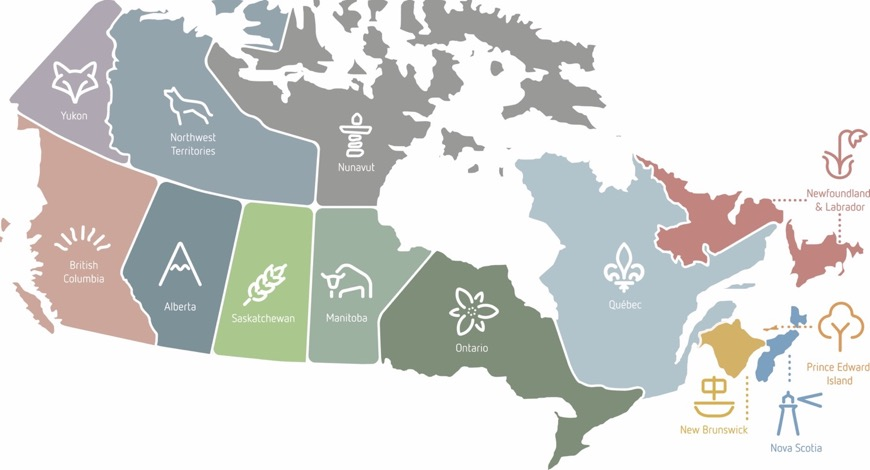 Yukon
Northwest
Territories
Nunavut
British
Columbia
Alberta
Saskatchewan
Manitoba
Ontario
Québec
Newfoundland
& Labrador
Prince Edward
Island
New Brunswick
Nova Scotia